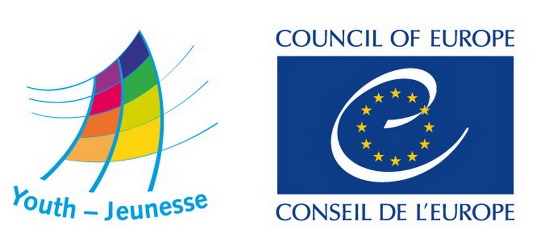 Youth – Jeunesse
COUNCIL OF EUROPE
CONSEIL DE L'EUROPE